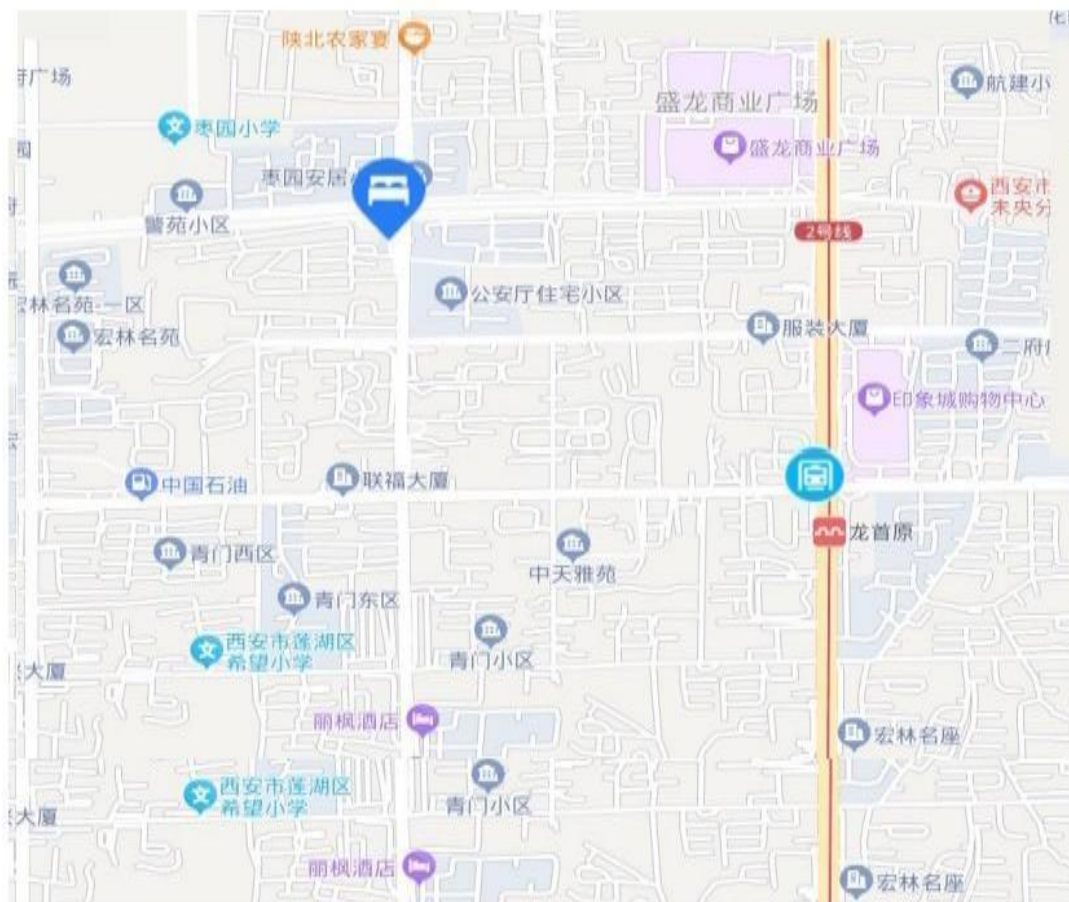 陕北农家宴
府广场
盛龙商业广场
航建小
枣园小学
盛龙商业广场
园
枣园安居
西安市
未央分
警苑小区
2号线
公安厅住宅小区
宏林名苑·一区
宏林名苑
服装大厦
二府
印象城购物中心
中国石油
联福大厦
龙首原
青门西区
中天雅苑
青门东区
西安市莲湖区
希望小学
青门小区
大厦
丽枫酒店
宏林名座
西安市莲湖区
希望小学
青门小区
大厦
丽枫酒店
宏林名座